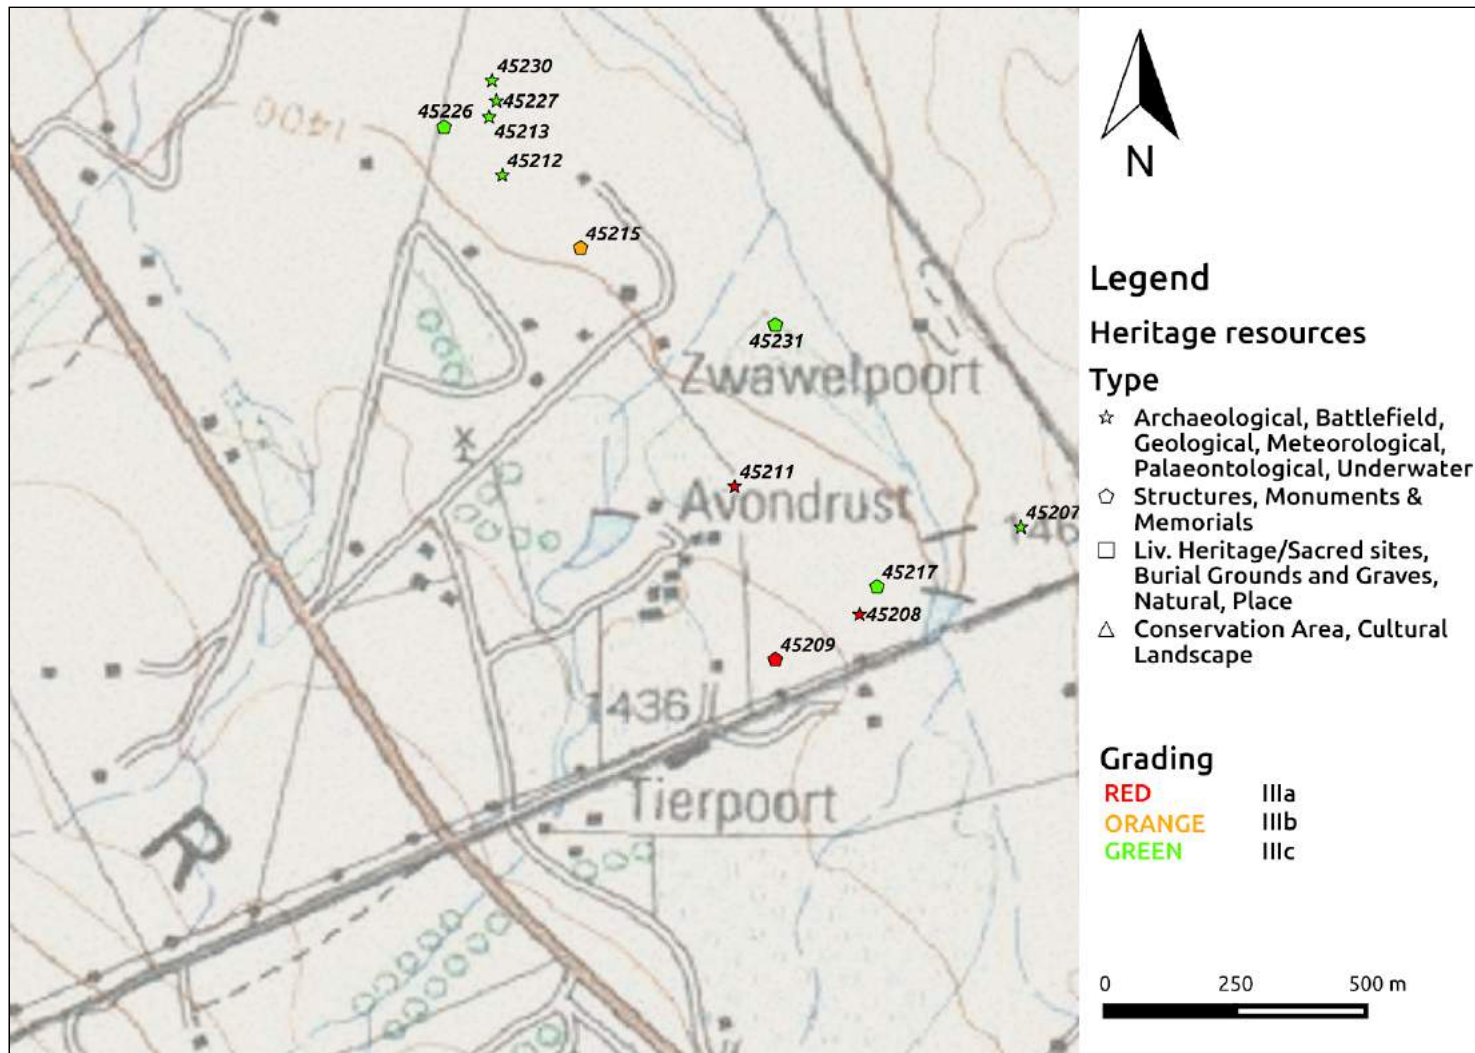 45230
45227
45226
1400
45213
45212
45215
45231
Zwawelpoort
45211
Avondrust
45207
146
45217
45208
45209
1436
Tierpoort
R
N
Legend
Heritage resources
Type
Archaeological, Battlefield,
Geological, Meteorological,
Palaeontological, Underwater
Structures, Monuments &
Memorials
Liv. Heritage/Sacred sites,
Burial Grounds and Graves,
Natural, Place
Conservation Area, Cultural
Landscape
Grading
RED IIIa
ORANGE IIIb
GREEN IIIc
0 250 500 m